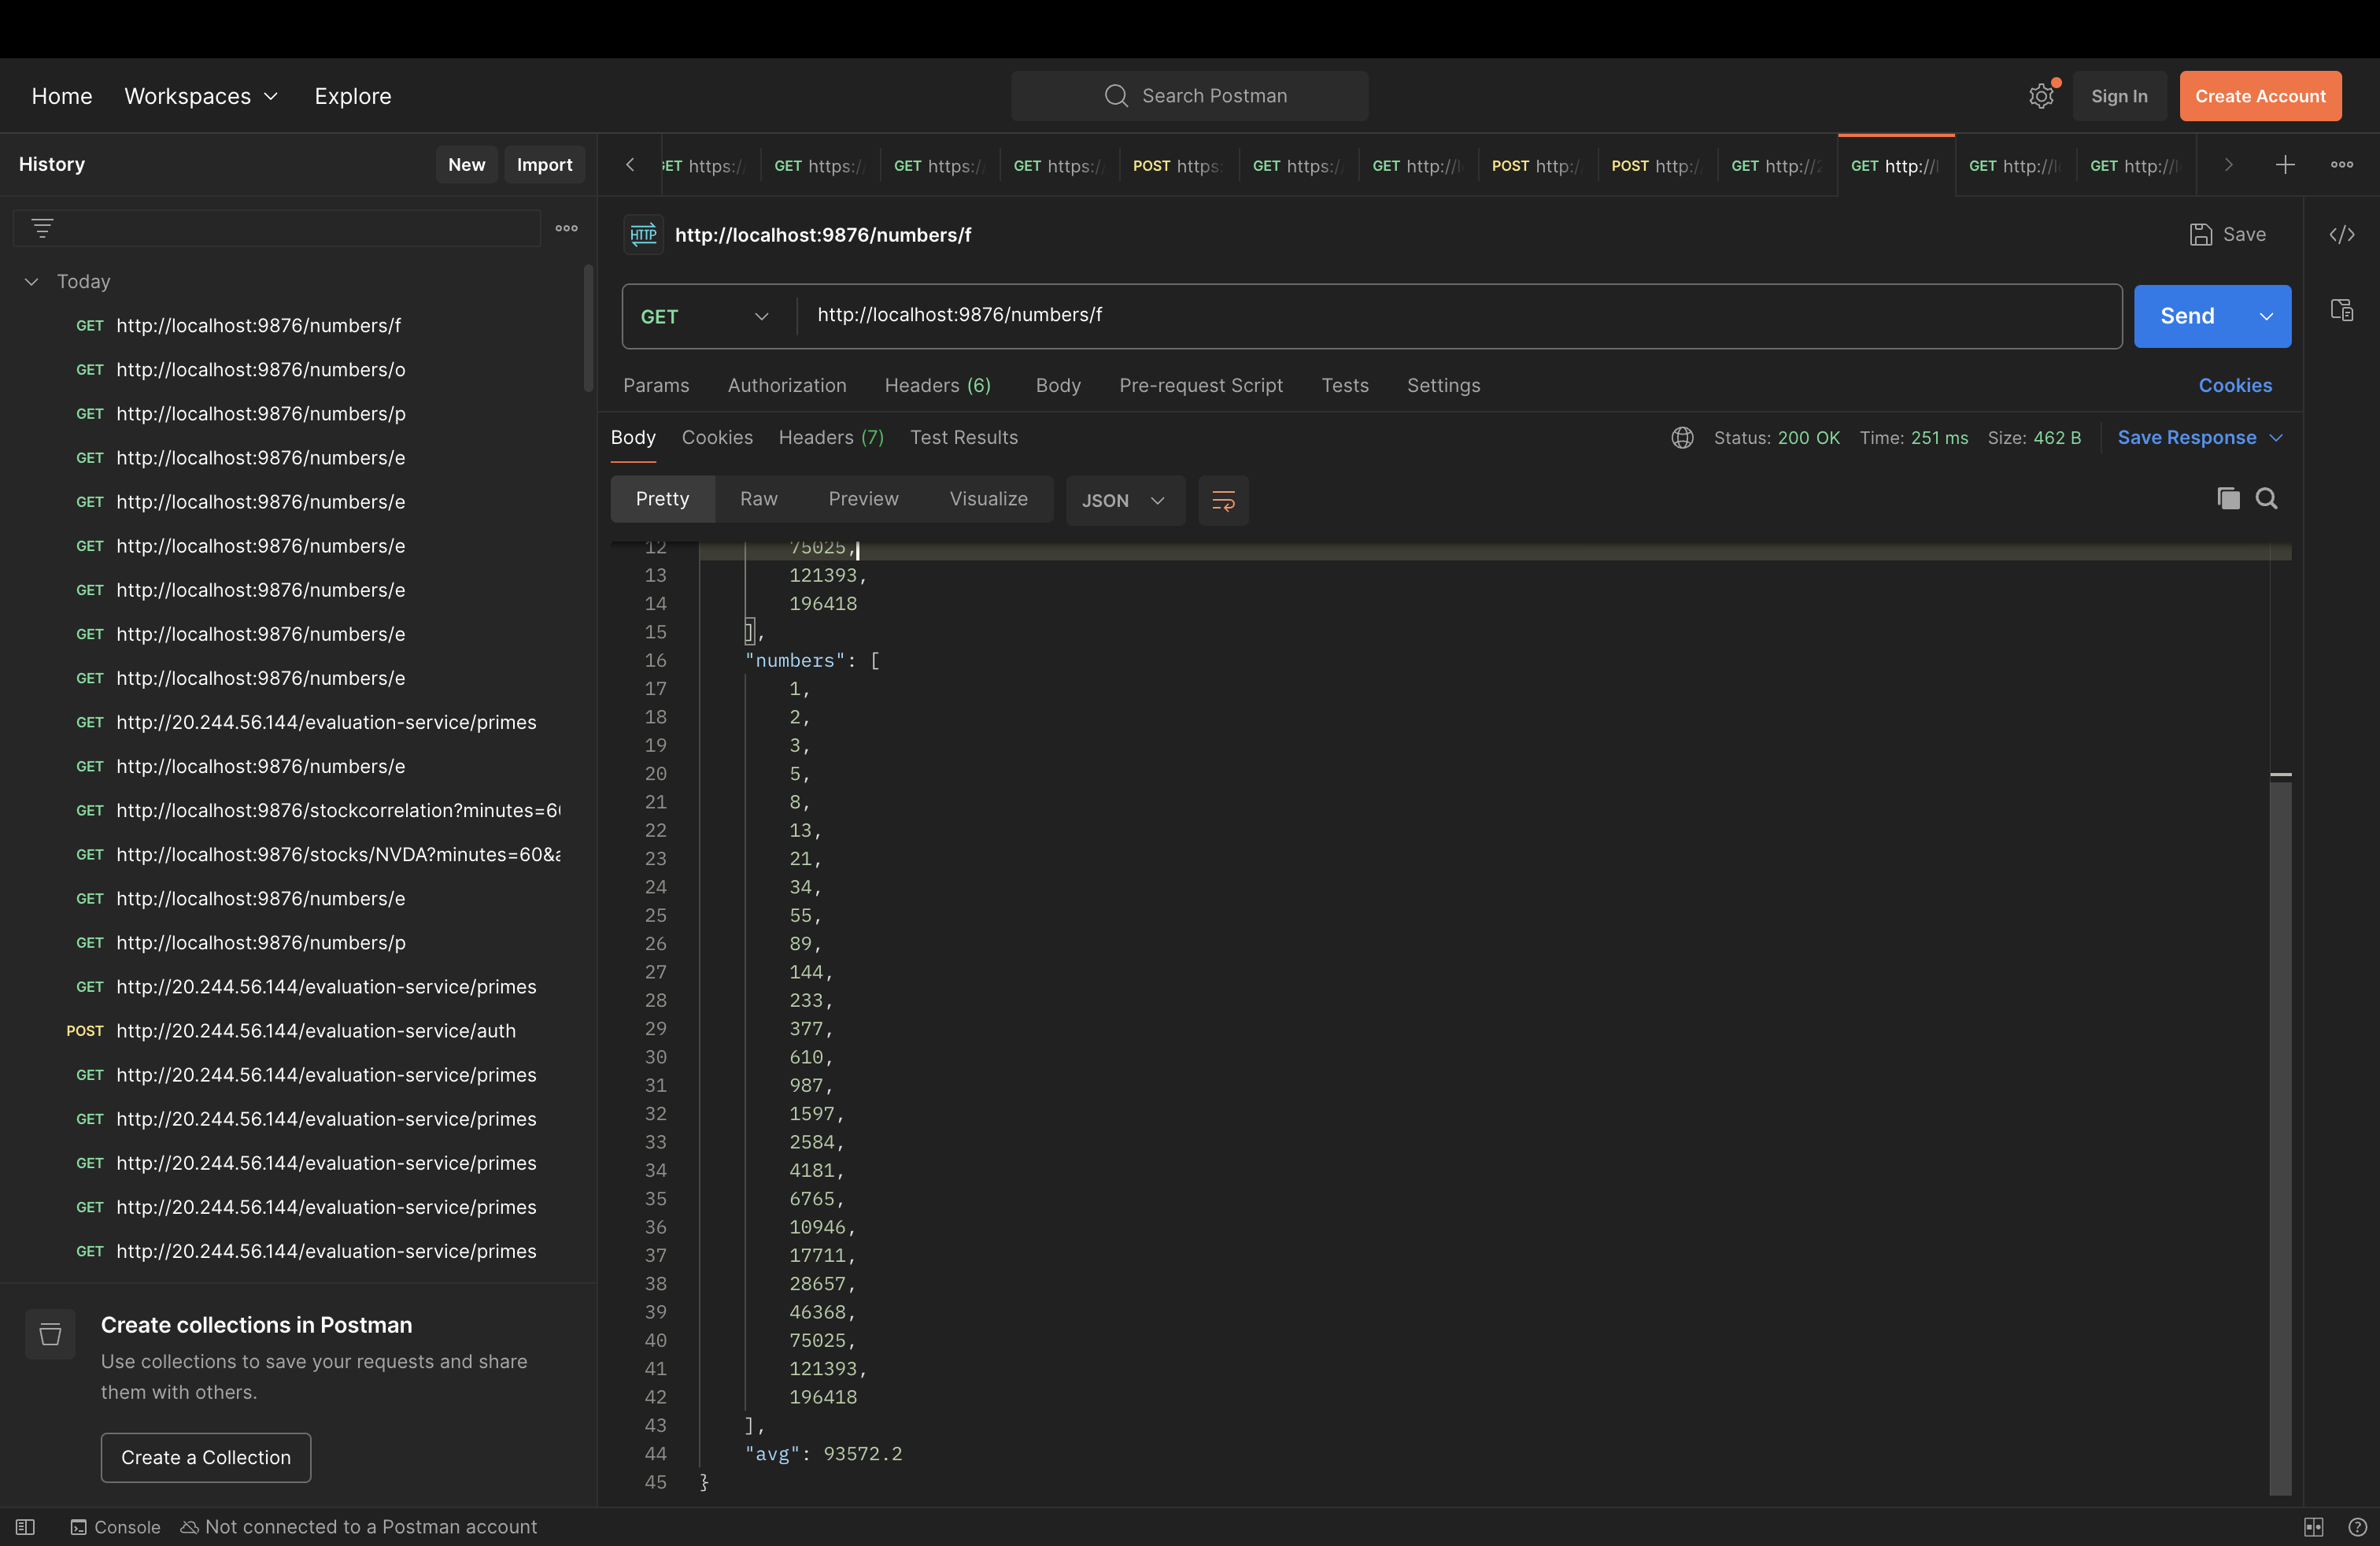 Home Workspaces Explore Search Postman Sign In Create Account
History New Import
GET https:/ GET https:/ GET https:/ POST https: GET https:/ GET http://l POST http:/ POST http:/ GET http://2 GET http://l GET http://l GET http://l
HTTP http://localhost:9876/numbers/f Save
GET http://localhost:9876/numbers/f Send
Params Authorization Headers (6) Body Pre-request Script Tests Settings Cookies
Body Cookies Headers (7) Test Results Status: 200 OK Time: 251 ms Size: 462 B Save Response
Pretty Raw Preview Visualize JSON
Today
GET http://localhost:9876/numbers/f
GET http://localhost:9876/numbers/o
GET http://localhost:9876/numbers/p
GET http://localhost:9876/numbers/e
GET http://localhost:9876/numbers/e
GET http://localhost:9876/numbers/e
GET http://localhost:9876/numbers/e
GET http://localhost:9876/numbers/e
GET http://localhost:9876/numbers/e
GET http://20.244.56.144/evaluation-service/primes
GET http://localhost:9876/numbers/e
GET http://localhost:9876/stockcorrelation?minutes=6
GET http://localhost:9876/stocks/NVDA?minutes=60&a
GET http://localhost:9876/numbers/e
GET http://localhost:9876/numbers/p
GET http://20.244.56.144/evaluation-service/primes
POST http://20.244.56.144/evaluation-service/auth
GET http://20.244.56.144/evaluation-service/primes
GET http://20.244.56.144/evaluation-service/primes
GET http://20.244.56.144/evaluation-service/primes
GET http://20.244.56.144/evaluation-service/primes
GET http://20.244.56.144/evaluation-service/primes
Create collections in Postman
Use collections to save your requests and share
them with others.
Create a Collection
12 75025,
13 121393,
14 196418
15 ],
16 "numbers": [
17 1,
18 2,
19 3,
20 5,
21 8,
22 13,
23 21,
24 34,
25 55,
26 89,
27 144,
28 233,
29 377,
30 610,
31 987,
32 1597,
33 2584,
34 4181,
35 6765,
36 10946,
37 17711,
38 28657,
39 46368,
40 75025,
41 121393,
42 196418
43 ],
44 "avg": 93572.2
45 }
Console Not connected to a Postman account